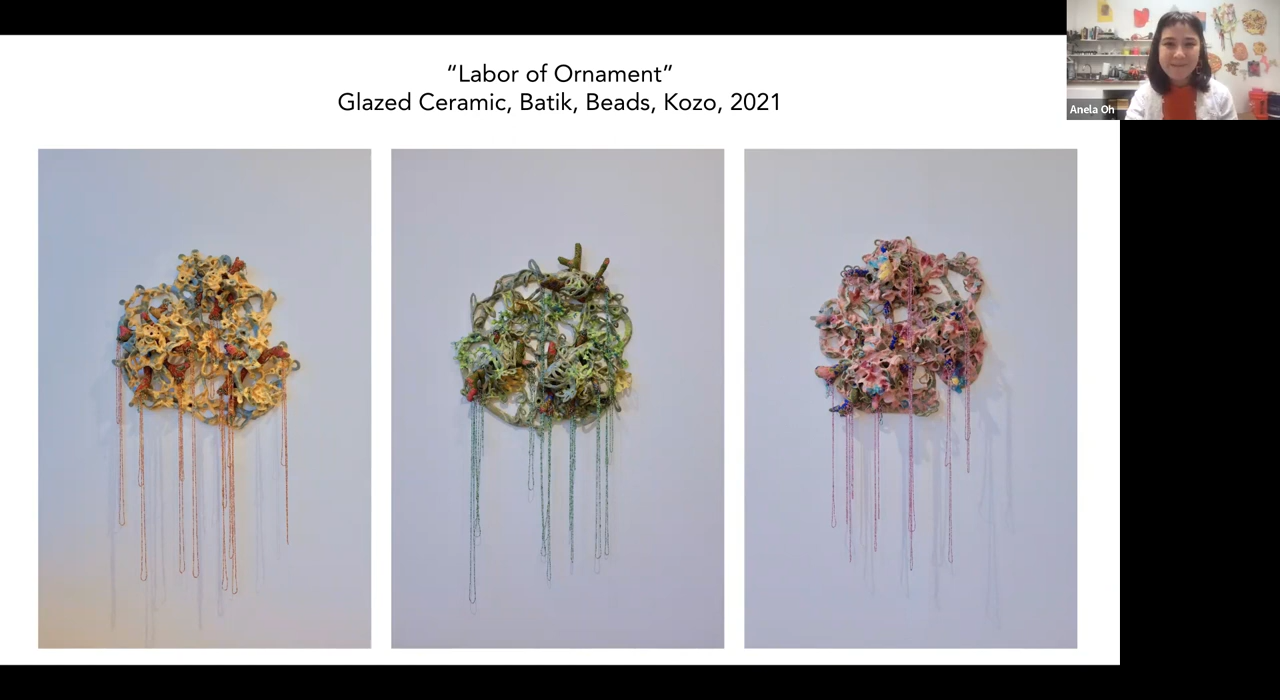 “Labor of Ornament”
Glazed Ceramic, Batik, Beads, Kozo, 2021
Anela Oh